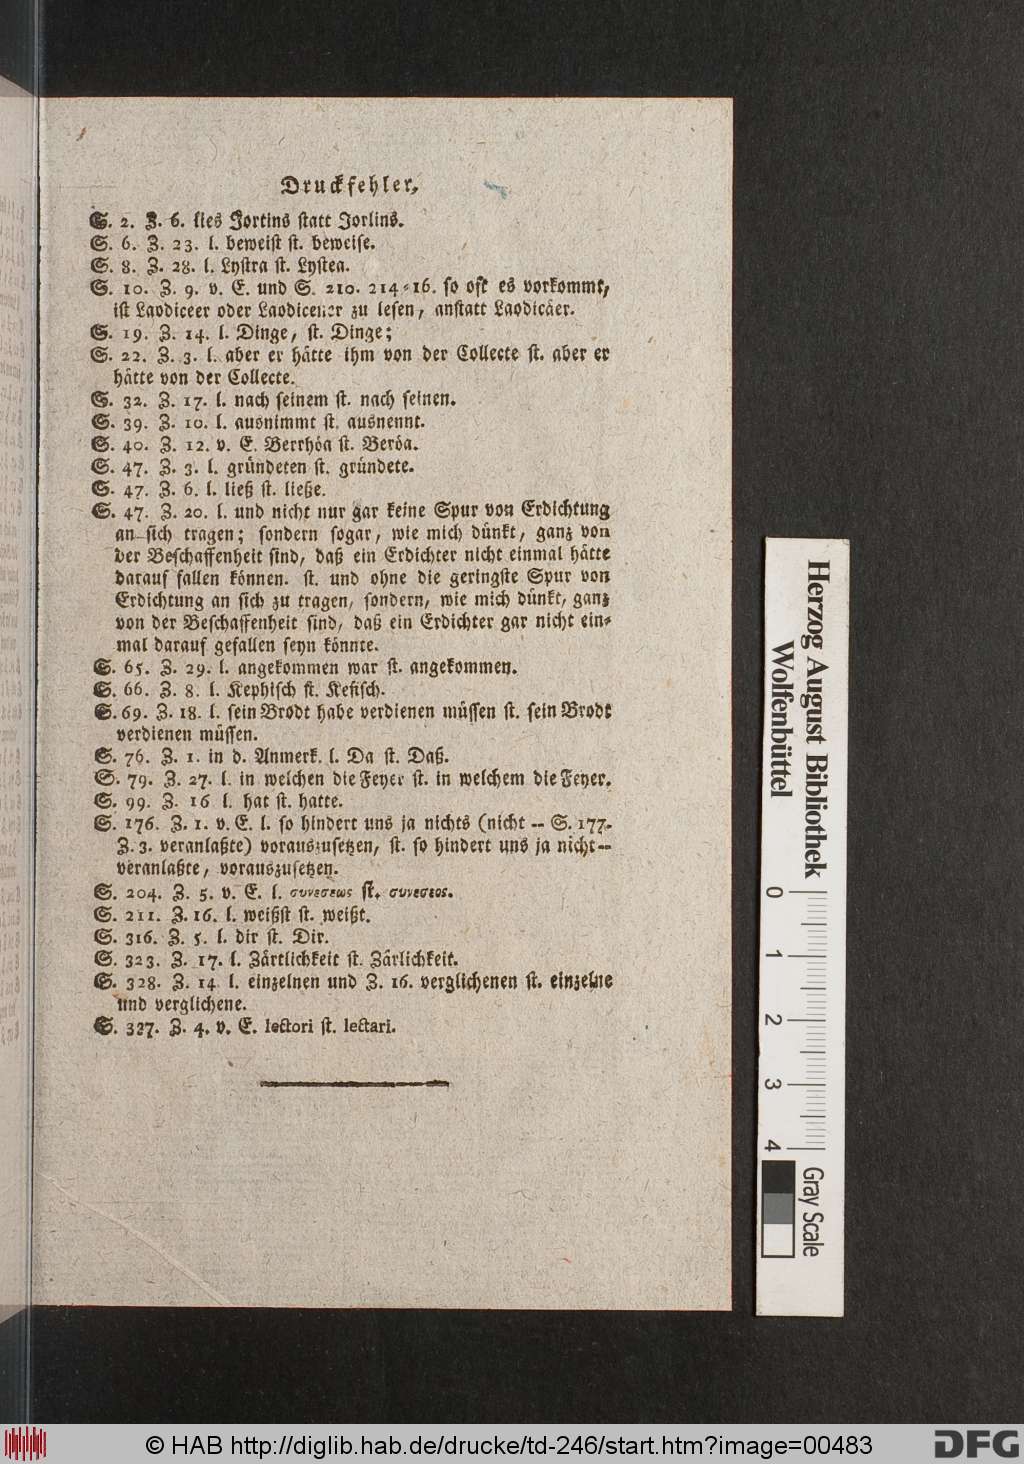 Druckfehler,
S. 2. Z. 6. lies Jortins statt Jorlins.
S. 6. Z. 23. l. beweist st. beweise.
S. 8. Z. 28. l. Lystra st. Lystea.
S. 10. Z. 9. v. E. und S. 210. 214-16. so oft es vorkommt,
ist Laodiceer oder Laodicener zu lesen, anstatt Laodicäer.
S. 19. Z. 14. l. Dinge, st. Dinge;
S. 22. Z. 3. l. aber er hätte ihm von der Collecte st. aber er
hätte von der Collecte.
S. 32. Z. 17. l. nach seinem st. nach seinen.
S. 39. Z. 10. l. ausnimmt st. ausnennt.
S. 40. Z. 12. v. E. Berrhöa st. Beröa.
S. 47. Z. 3. l. gründeten st. gründete.
S. 47. Z. 6. l. ließ st. ließe.
S. 47. Z. 20. l. und nicht nur gar keine Spur von Erdichtung
an sich tragen; sondern sogar, wie mich dünkt, ganz von
der Beschaffenheit sind, daß ein Erdichter nicht einmal hätte
darauf fallen können. st. und ohne die geringste Spur von
Erdichtung an sich zu tragen, sondern, wie mich dünkt, ganz
von der Beschaffenheit sind, daß ein Erdichter gar nicht ein-
mal darauf gefallen seyn könnte.
S. 65. Z. 29. l. angekommen war st. angekommen.
S. 66. Z. 8. l. Kephisch st. Kefisch.
S. 69. Z. 18. l. sein Brodt habe verdienen müssen st. sein Brodt
verdienen müssen.
S. 76. Z. 1. in d. Anmerk. l. Da st. Daß.
S. 79. Z. 27. l. in welchen die Feyer st. in welchem die Feyer.
S. 99. Z. 16 l. hat st. hatte.
S. 176. Z. 1. v. E. l. so hindert uns ja nichts (nicht -- S. 177.
Z. 3. veranlaßte) vorauszusetzen, st. so hindert uns ja nicht--
veranlaßte, vorauszusetzen.
S. 204. Z. 5. v. E. l. συνεσεως st. συνεσεος.
S. 211. Z. 16. l. weißst st. weißt.
S. 316. Z. 5. l. dir st. Dir.
S. 323. Z. 17. l. Zärtlichkeit st. Zärlichkeit.
S. 328. Z. 14 l. einzelnen und Z. 16. verglichenen st. einzelne
und verglichene.
S. 327. Z. 4. v. E. lectori st. lectari.
Herzog August Bibliothek
Wolfenbüttel
0 1 2 3 4
Gray Scale
© HAB http://diglib.hab.de/drucke/td-246/start.htm?image=00483
DFG